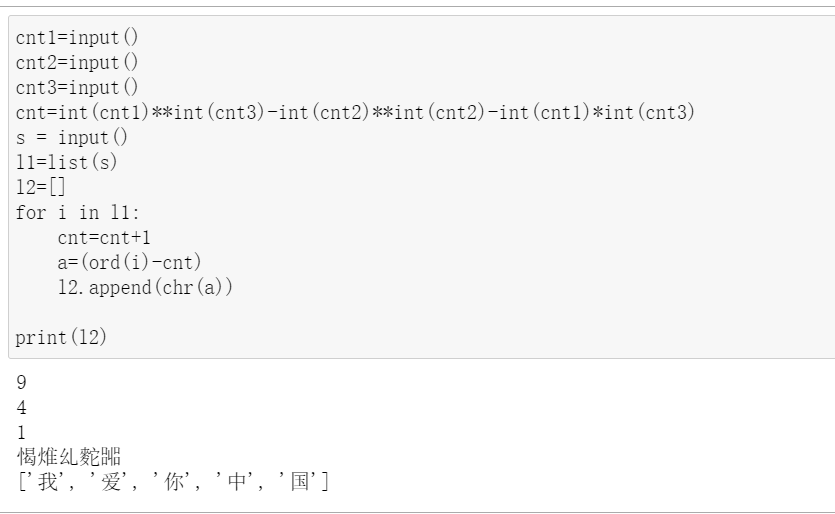 cnt1=input()
cnt2=input()
cnt3=input()
cnt=int(cnt1)**int(cnt3)-int(cnt2)**int(cnt2)-int(cnt1)*int(cnt3)
s = input()
l1=list(s)
l2=[]
for i in l1:
cnt=cnt+1
a=(ord(i)-cnt)
l2.append(chr(a))
print(l2)
9
4
1
愒焳乣䴱嘂
['我', '爱', '你', '中', '国']